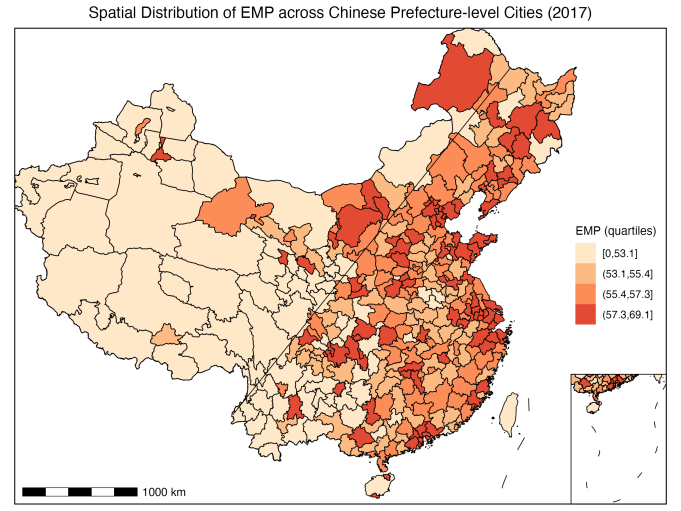 Spatial Distribution of EMP across Chinese Prefecture-level Cities (2017)
EMP (quartiles)
[0,53.1]
(53.1,55.4]
(55.4,57.3]
(57.3,69.1]
1000 km